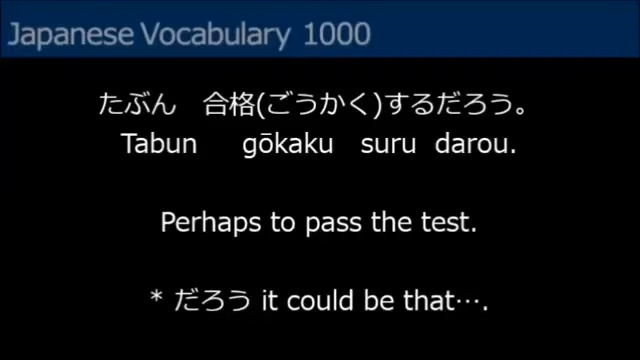 Japanese Vocabulary 1000
たぶん　合格(ごうかく)するだろう。
Tabun gōkaku suru darou.
Perhaps to pass the test.
* だろう it could be that….